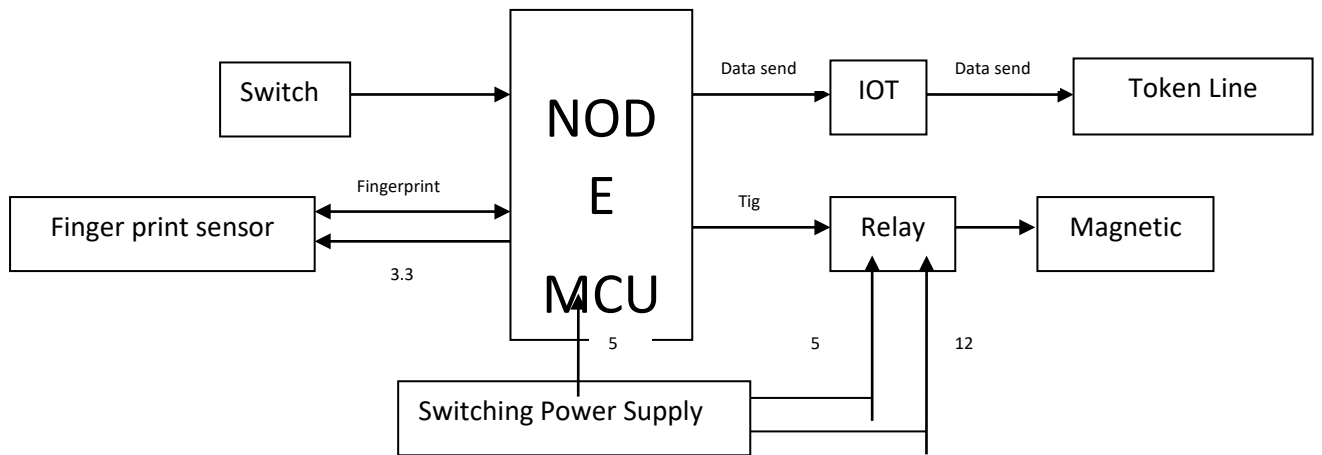 Data send
Data send
Switch
IOT
Token Line
NOD
E
MCU
Fingerprint
Tig
Finger print sensor
Relay
Magnetic
3.3
5
5
12
Switching Power Supply